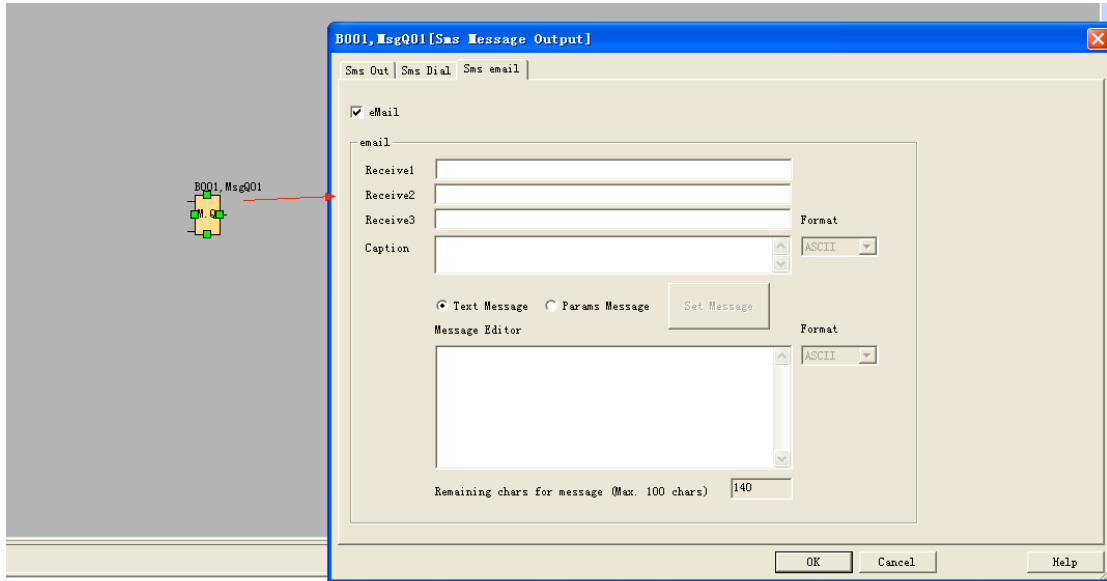 B001,MsgQ01[Sms Message Output]
Sms Out Sms Dial Sms email
eMail
email
Receive1
B001,MsgQ01
Receive2
M.Q
Receive3 Format
Caption ASCII
Text Message Params Message Set Message
Message Editor Format
ASCII
Remaining chars for message (Max. 100 chars) 140
OK Cancel Help